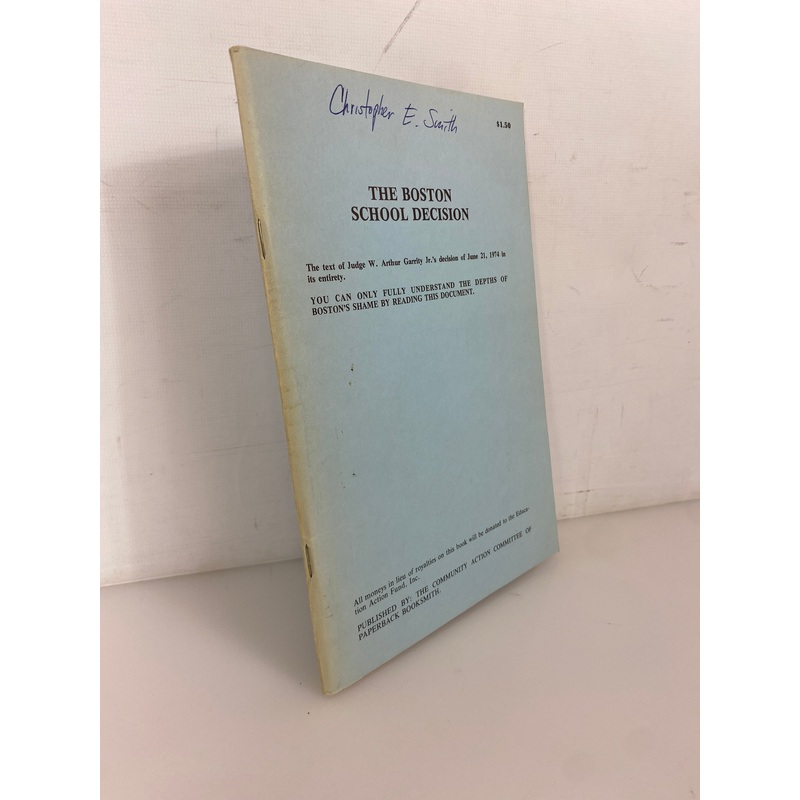 Christopher E. Smith
$1.50
THE BOSTON
SCHOOL DECISION
The text of Judge W. Arthur Garrity Jr.'s decision of June 21, 1974 in
its entirety.
YOU CAN ONLY FULLY UNDERSTAND THE DEPTHS OF
BOSTON'S SHAME BY READING THIS DOCUMENT.
All moneys in lieu of royalties on this book will be donated to the Educa-
tion Action Fund, Inc.
PUBLISHED BY: THE COMMUNITY ACTION COMMITTEE OF
PAPERBACK BOOKSMITH.